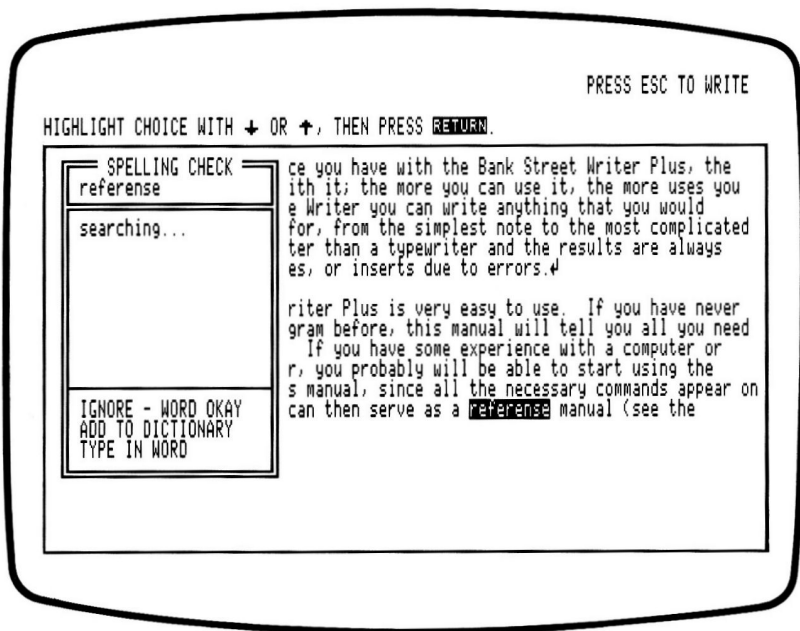 PRESS ESC TO WRITE
HIGHLIGHT CHOICE WITH ↓ OR ↑, THEN PRESS RETURN.
SPELLING CHECK
referense
searching...
IGNORE - WORD OKAY
ADD TO DICTIONARY
TYPE IN WORD
ce you have with the Bank Street Writer Plus, the
ith it; the more you can use it, the more uses you
e Writer you can write anything that you would
for, from the simplest note to the most complicated
ter than a typewriter and the results are always
es, or inserts due to errors.↲
riter Plus is very easy to use.  If you have never
gram before, this manual will tell you all you need
If you have some experience with a computer or
r, you probably will be able to start using the
s manual, since all the necessary commands appear on
can then serve as a referense manual (see the